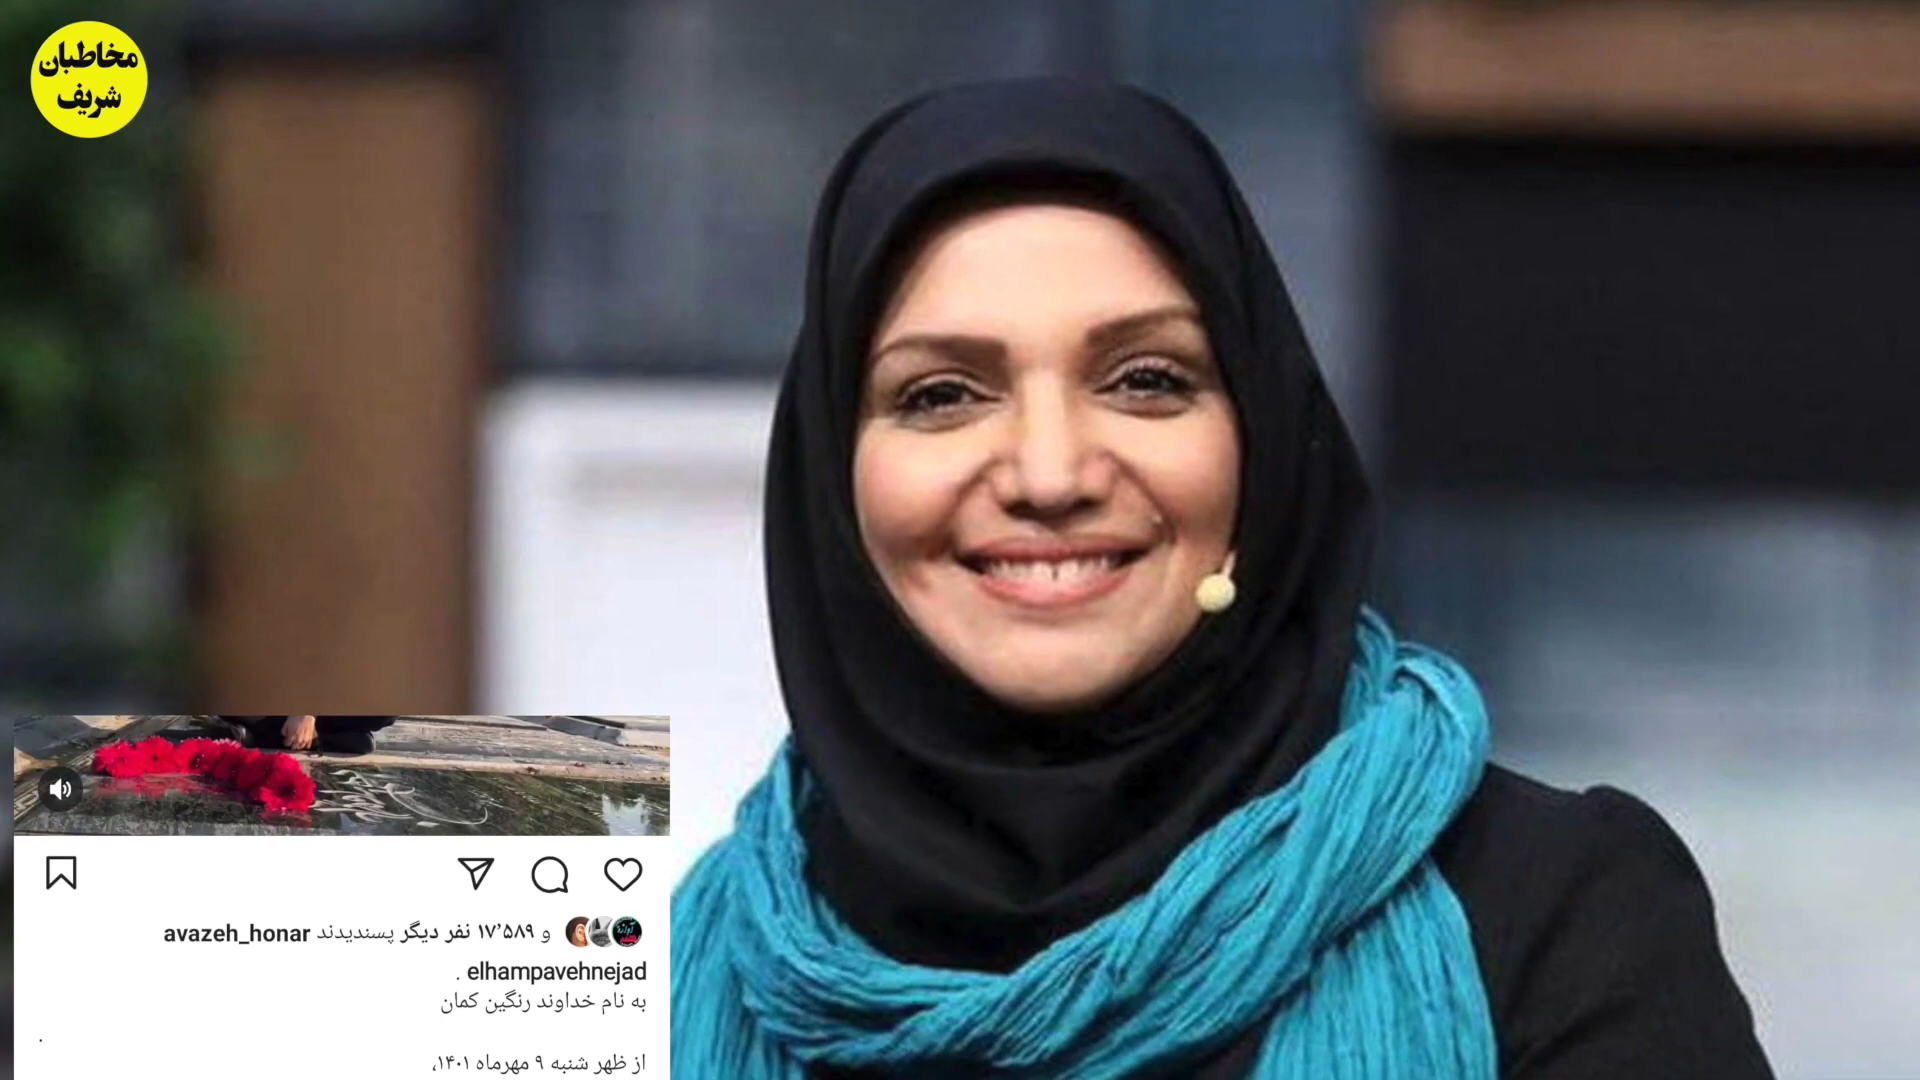 مخاطبان
شریف
avazeh_honar و ۱۷٬۵۸۹ نفر دیگر پسندیدند
elhampavehnejad .
به نام خداوند رنگین کمان
.
از ظهر شنبه ۹ مهرماه ۱۴۰۱،